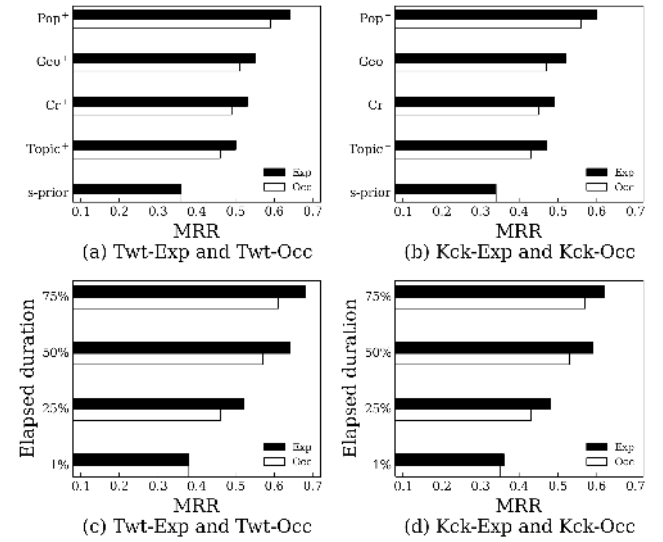 Pop+
Geo+
Cr+
Topic+
s-prior
Exp
Occ
0.1 0.2 0.3 0.4 0.5 0.6 0.7
MRR
(a) Twt-Exp and Twt-Occ
Pop−
Geo
Cr
Topic−
s-prior
Exp
Occ
0.1 0.2 0.3 0.4 0.5 0.6 0.7
MRR
(b) Kck-Exp and Kck-Occ
Elapsed duration
75%
50%
25%
1%
Exp
Occ
0.1 0.2 0.3 0.4 0.5 0.6 0.7
MRR
(c) Twt-Exp and Twt-Occ
Elapsed duration
75%
50%
25%
1%
Exp
Occ
0.1 0.2 0.3 0.4 0.5 0.6 0.7
MRR
(d) Kck-Exp and Kck-Occ